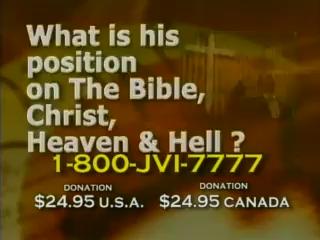 What is his
position
on The Bible,
Christ,
Heaven & Hell ?
1-800-JVI-7777
DONATION DONATION
$24.95 U.S.A. $24.95 CANADA